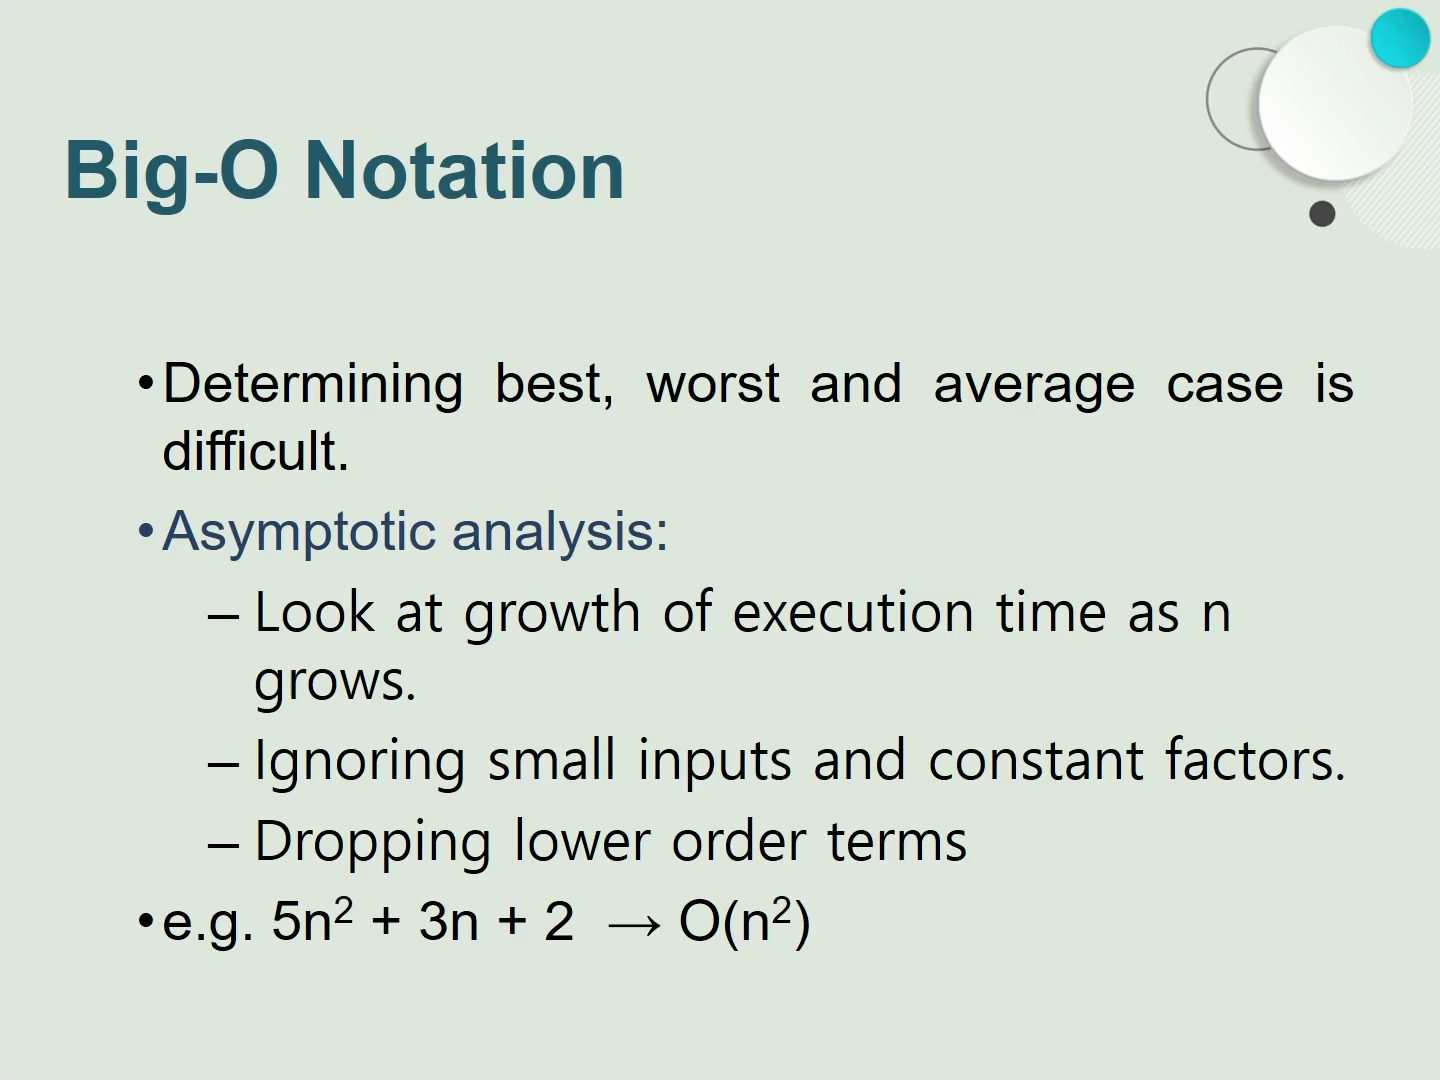 Big-O Notation
•Determining best, worst and average case is
difficult.
•Asymptotic analysis:
– Look at growth of execution time as n
grows.
– Ignoring small inputs and constant factors.
– Dropping lower order terms
•e.g. 5n² + 3n + 2 → O(n²)